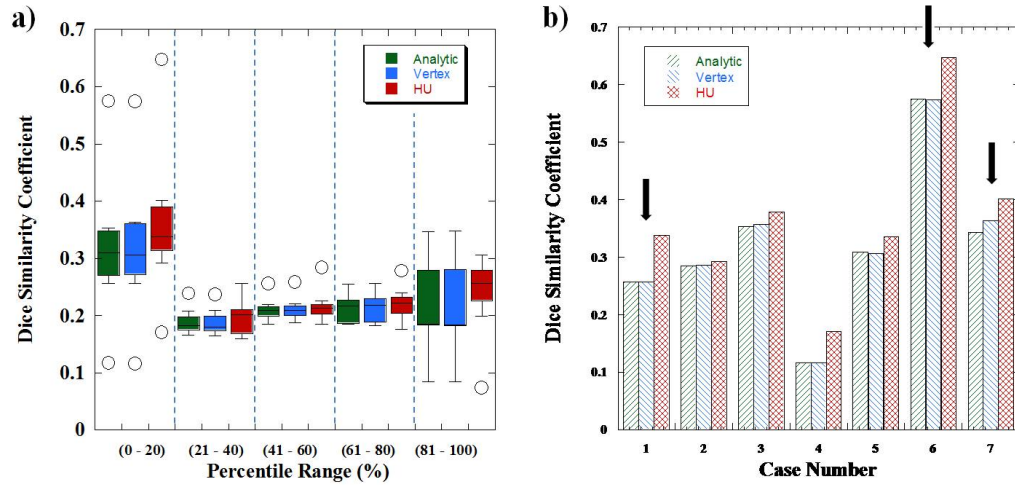 a)
0.7
0.6
0.5
0.4
0.3
0.2
0.1
0
Dice Similarity Coefficient
Analytic
Vertex
HU
(0 - 20) (21 - 40) (41 - 60) (61 - 80) (81 - 100)
Percentile Range (%)
b)
0.7
0.6
0.5
0.4
0.3
0.2
0.1
0
Dice Similarity Coefficient
Analytic
Vertex
HU
1 2 3 4 5 6 7
Case Number